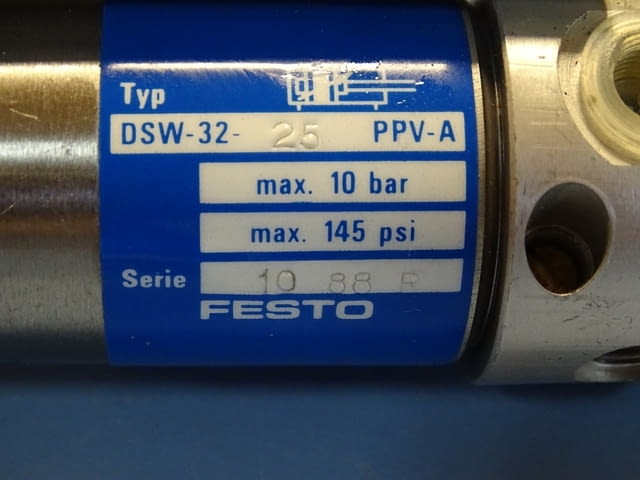 Typ
DSW-32- 25 PPV-A
max. 10 bar
max. 145 psi
Serie 10 88 R
FESTO